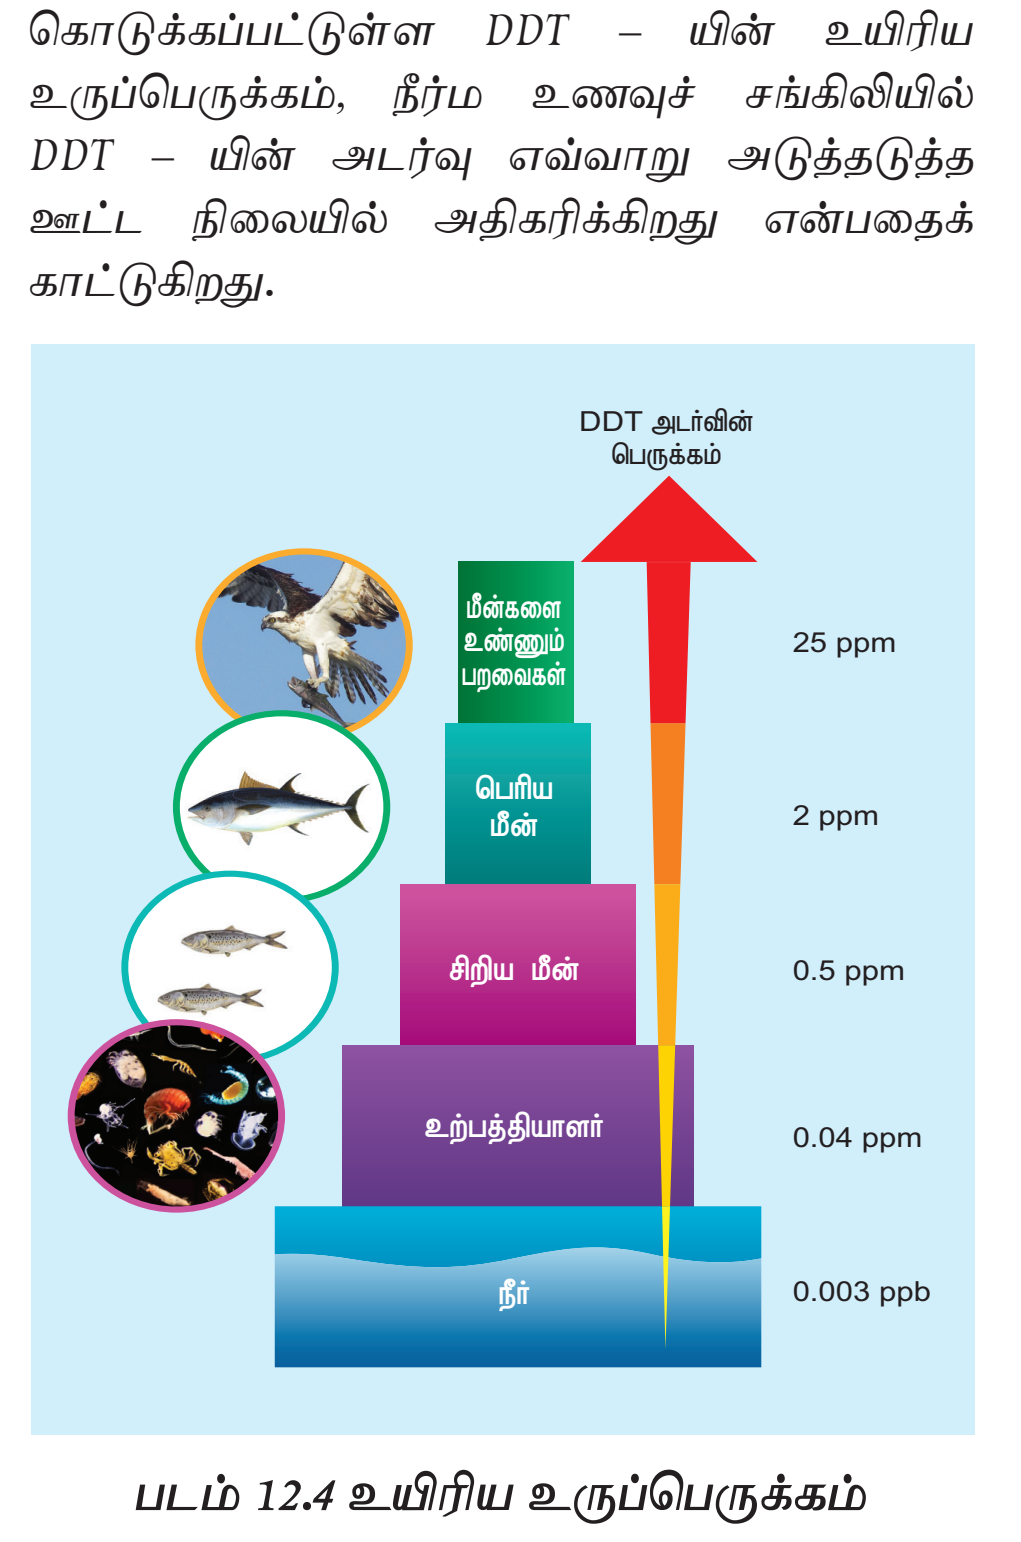 கொடுக்கப்பட்டுள்ள DDT – யின் உயிரிய
உருப்பெருக்கம், நீர்ம உணவுச் சங்கிலியில்
DDT – யின் அடர்வு எவ்வாறு அடுத்தடுத்த
ஊட்ட நிலையில் அதிகரிக்கிறது என்பதைக்
காட்டுகிறது.
DDT அடர்வின்
பெருக்கம்
மீன்களை
உண்ணும்
பறவைகள்
25 ppm
பெரிய
மீன்
2 ppm
சிறிய மீன்
0.5 ppm
உற்பத்தியாளர்
0.04 ppm
நீர்
0.003 ppb
படம் 12.4 உயிரிய உருப்பெருக்கம்